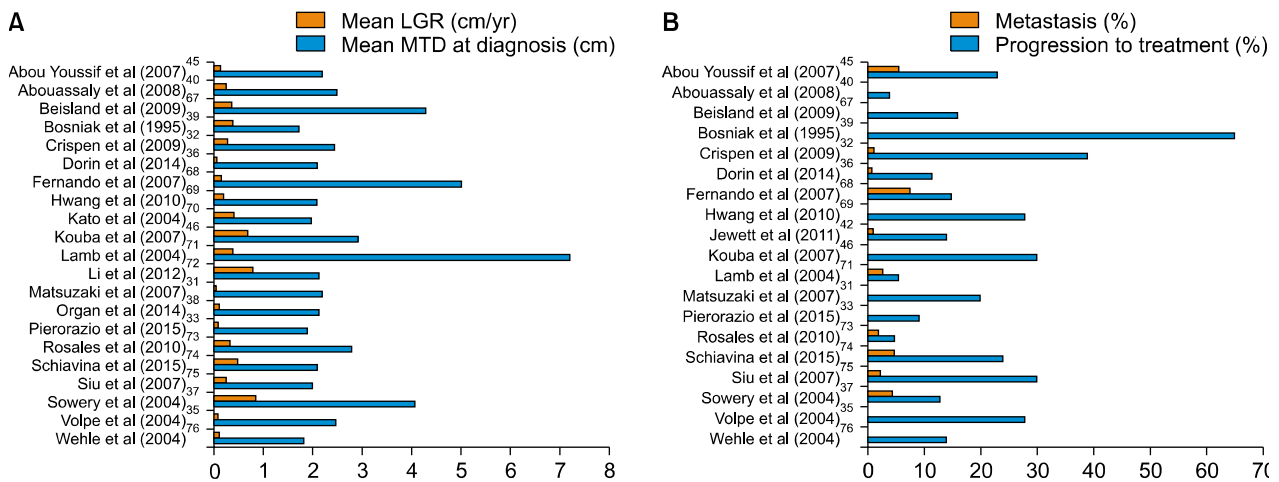 A
Mean LGR (cm/yr)
Mean MTD at diagnosis (cm)
Abou Youssif et al (2007)45
Abouassaly et al (2008)40
Beisland et al (2009)67
Bosniak et al (1995)39
Crispen et al (2009)32
Dorin et al (2014)36
Fernando et al (2007)68
Hwang et al (2010)69
Kato et al (2004)70
Kouba et al (2007)46
Lamb et al (2004)71
Li et al (2012)72
Matsuzaki et al (2007)31
Organ et al (2014)38
Pierorazio et al (2015)33
Rosales et al (2010)73
Schiavina et al (2015)74
Siu et al (2007)75
Sowery et al (2004)37
Volpe et al (2004)35
Wehle et al (2004)76
0 1 2 3 4 5 6 7 8
B
Metastasis (%)
Progression to treatment (%)
Abou Youssif et al (2007)45
Abouassaly et al (2008)40
Beisland et al (2009)67
Bosniak et al (1995)39
Crispen et al (2009)32
Dorin et al (2014)36
Fernando et al (2007)68
Hwang et al (2010)69
Jewett et al (2011)42
Kouba et al (2007)46
Lamb et al (2004)71
Matsuzaki et al (2007)31
Pierorazio et al (2015)33
Rosales et al (2010)73
Schiavina et al (2015)74
Siu et al (2007)75
Sowery et al (2004)37
Volpe et al (2004)35
Wehle et al (2004)76
0 10 20 30 40 50 60 70